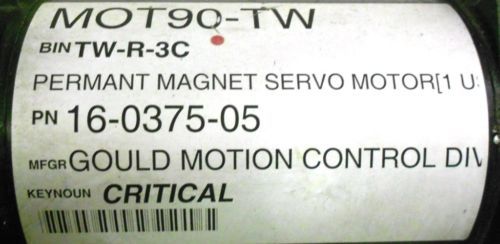 MOT90-TW
BIN TW-R-3C
PERMANT MAGNET SERVO MOTOR[1 U
PN 16-0375-05
MFGR GOULD MOTION CONTROL DIV
KEYNOUN CRITICAL